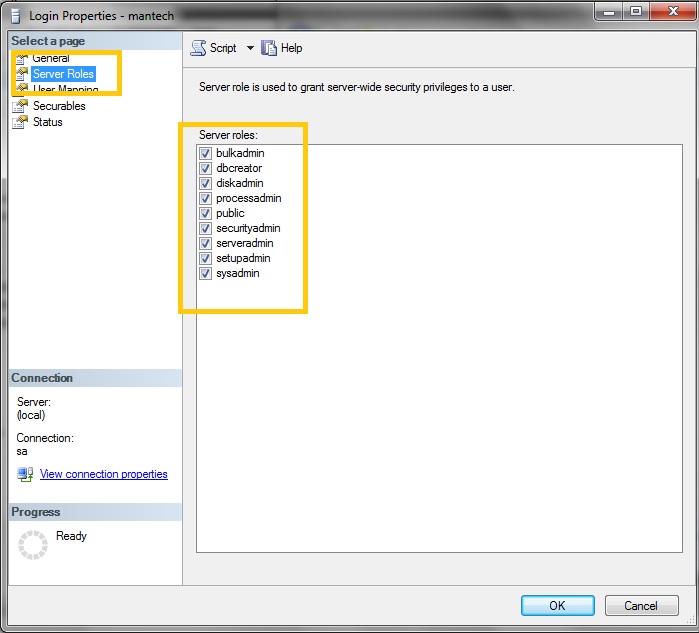 Login Properties - mantech
Select a page
General
Server Roles
User Mapping
Securables
Status
Script
Help
Server role is used to grant server-wide security privileges to a user.
Server roles:
bulkadmin
dbcreator
diskadmin
processadmin
public
securityadmin
serveradmin
setupadmin
sysadmin
Connection
Server:
(local)
Connection:
sa
View connection properties
Progress
Ready
OK
Cancel